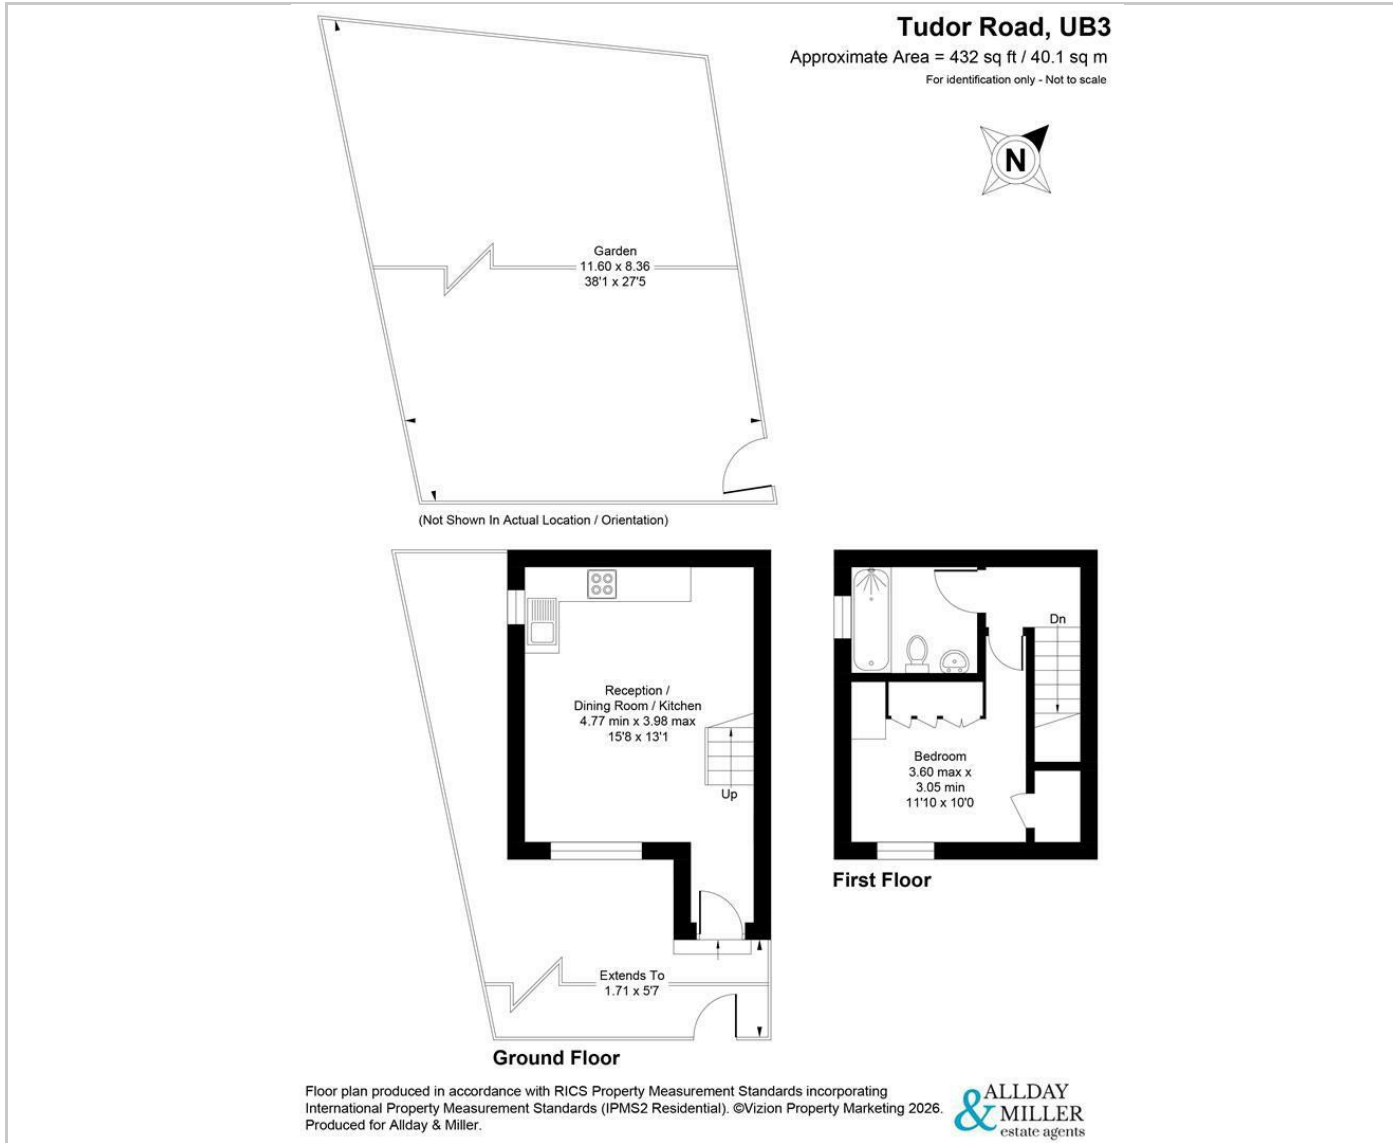 Tudor Road, UB3
Approximate Area = 432 sq ft / 40.1 sq m
For identification only - Not to scale
N
Garden
11.60 x 8.36
38'1 x 27'5
(Not Shown In Actual Location / Orientation)
Reception /
Dining Room / Kitchen
4.77 min x 3.98 max
15'8 x 13'1
Up
Extends To
1.71 x 5'7
Ground Floor
Dn
Bedroom
3.60 max x
3.05 min
11'10 x 10'0
First Floor
Floor plan produced in accordance with RICS Property Measurement Standards incorporating
International Property Measurement Standards (IPMS2 Residential). ©Vizion Property Marketing 2026.
Produced for Allday & Miller.
ALLDAY
& MILLER
estate agents